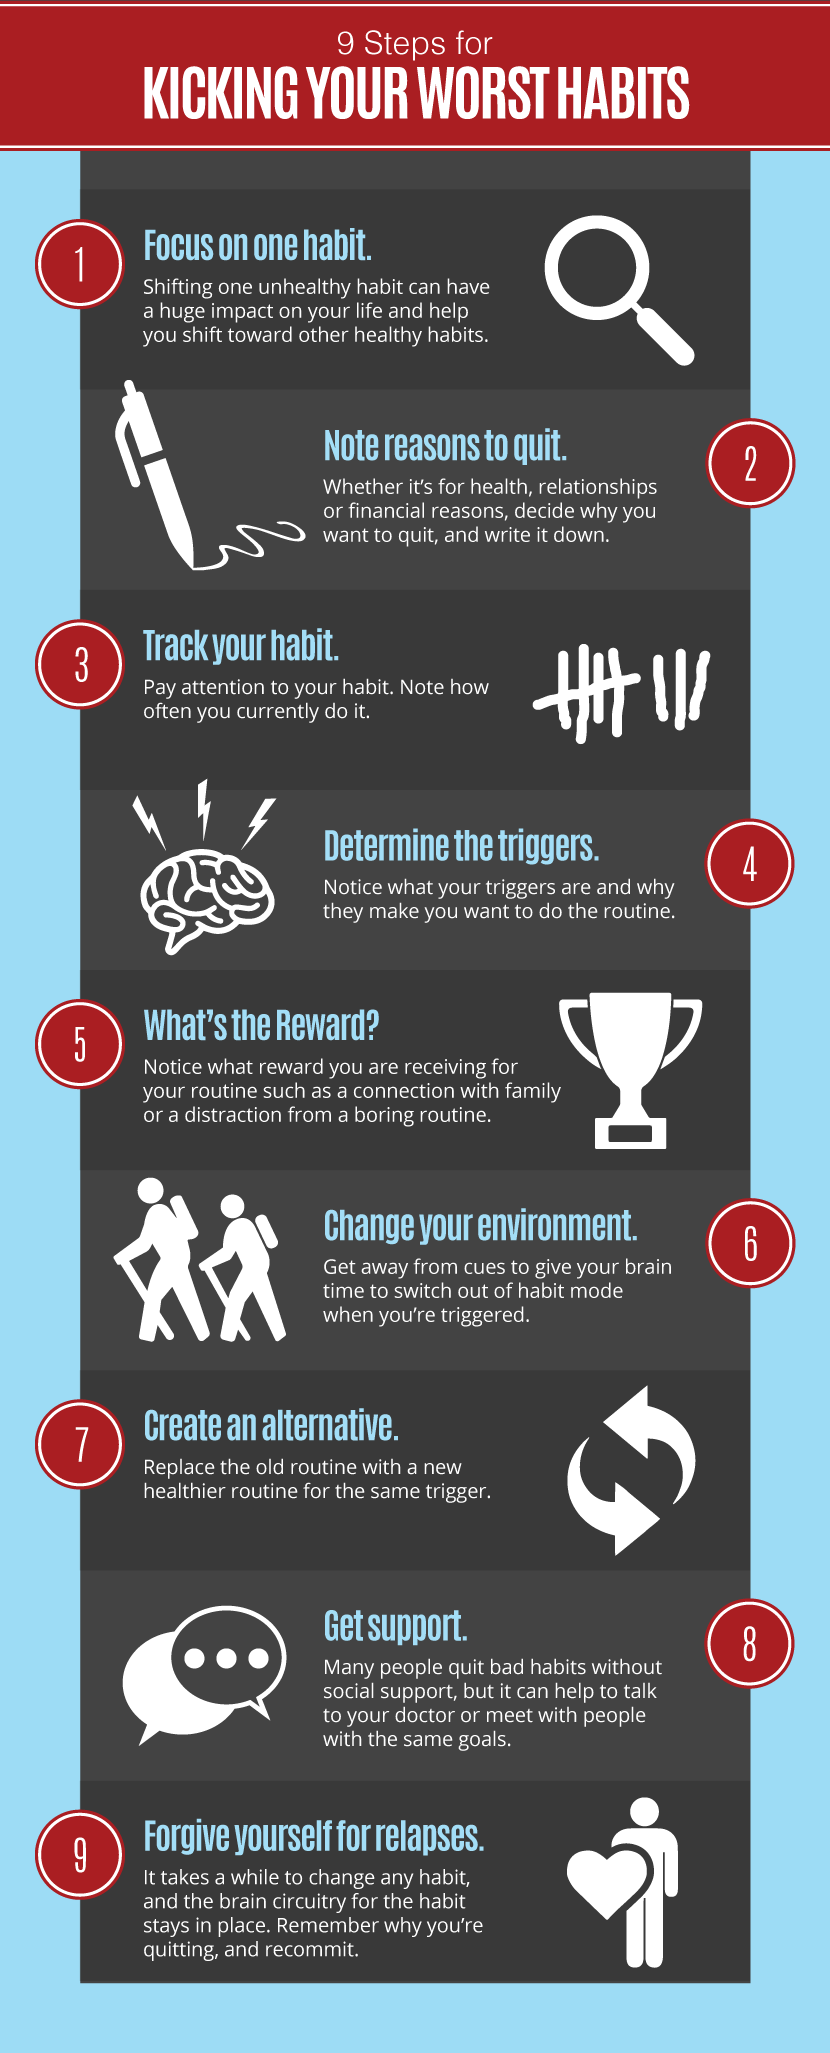 9 Steps for
KICKING YOUR WORST HABITS
1
Focus on one habit.
Shifting one unhealthy habit can have
a huge impact on your life and help
you shift toward other healthy habits.
2
Note reasons to quit.
Whether it's for health, relationships
or financial reasons, decide why you
want to quit, and write it down.
3
Track your habit.
Pay attention to your habit. Note how
often you currently do it.
4
Determine the triggers.
Notice what your triggers are and why
they make you want to do the routine.
5
What's the Reward?
Notice what reward you are receiving for
your routine such as a connection with family
or a distraction from a boring routine.
6
Change your environment.
Get away from cues to give your brain
time to switch out of habit mode
when you're triggered.
7
Create an alternative.
Replace the old routine with a new
healthier routine for the same trigger.
8
Get support.
Many people quit bad habits without
social support, but it can help to talk
to your doctor or meet with people
with the same goals.
9
Forgive yourself for relapses.
It takes a while to change any habit,
and the brain circuitry for the habit
stays in place. Remember why you're
quitting, and recommit.